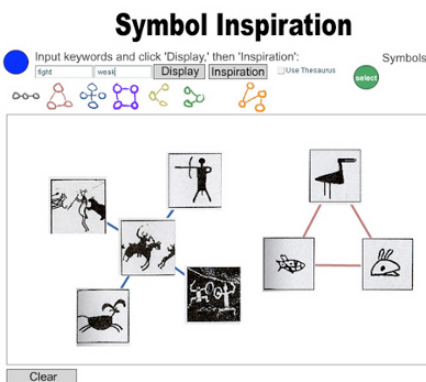 Symbol Inspiration
Input keywords and click 'Display,' then 'Inspiration': Symbols
fight weak Display Inspiration Use Thesaurus
select
Clear